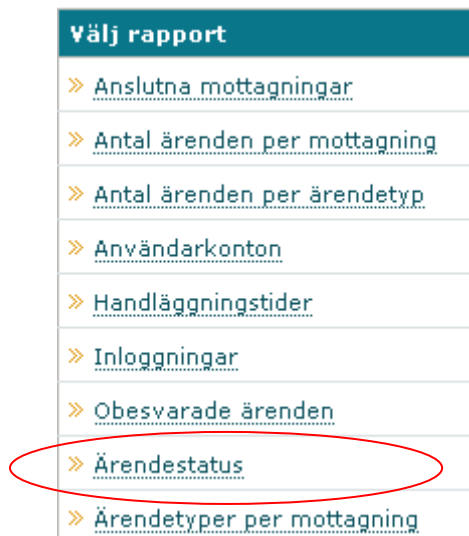 Välj rapport
» Anslutna mottagningar
» Antal ärenden per mottagning
» Antal ärenden per ärendetyp
» Användarkonton
» Handläggningstider
» Inloggningar
» Obesvarade ärenden
» Ärendestatus
» Ärendetyper per mottagning